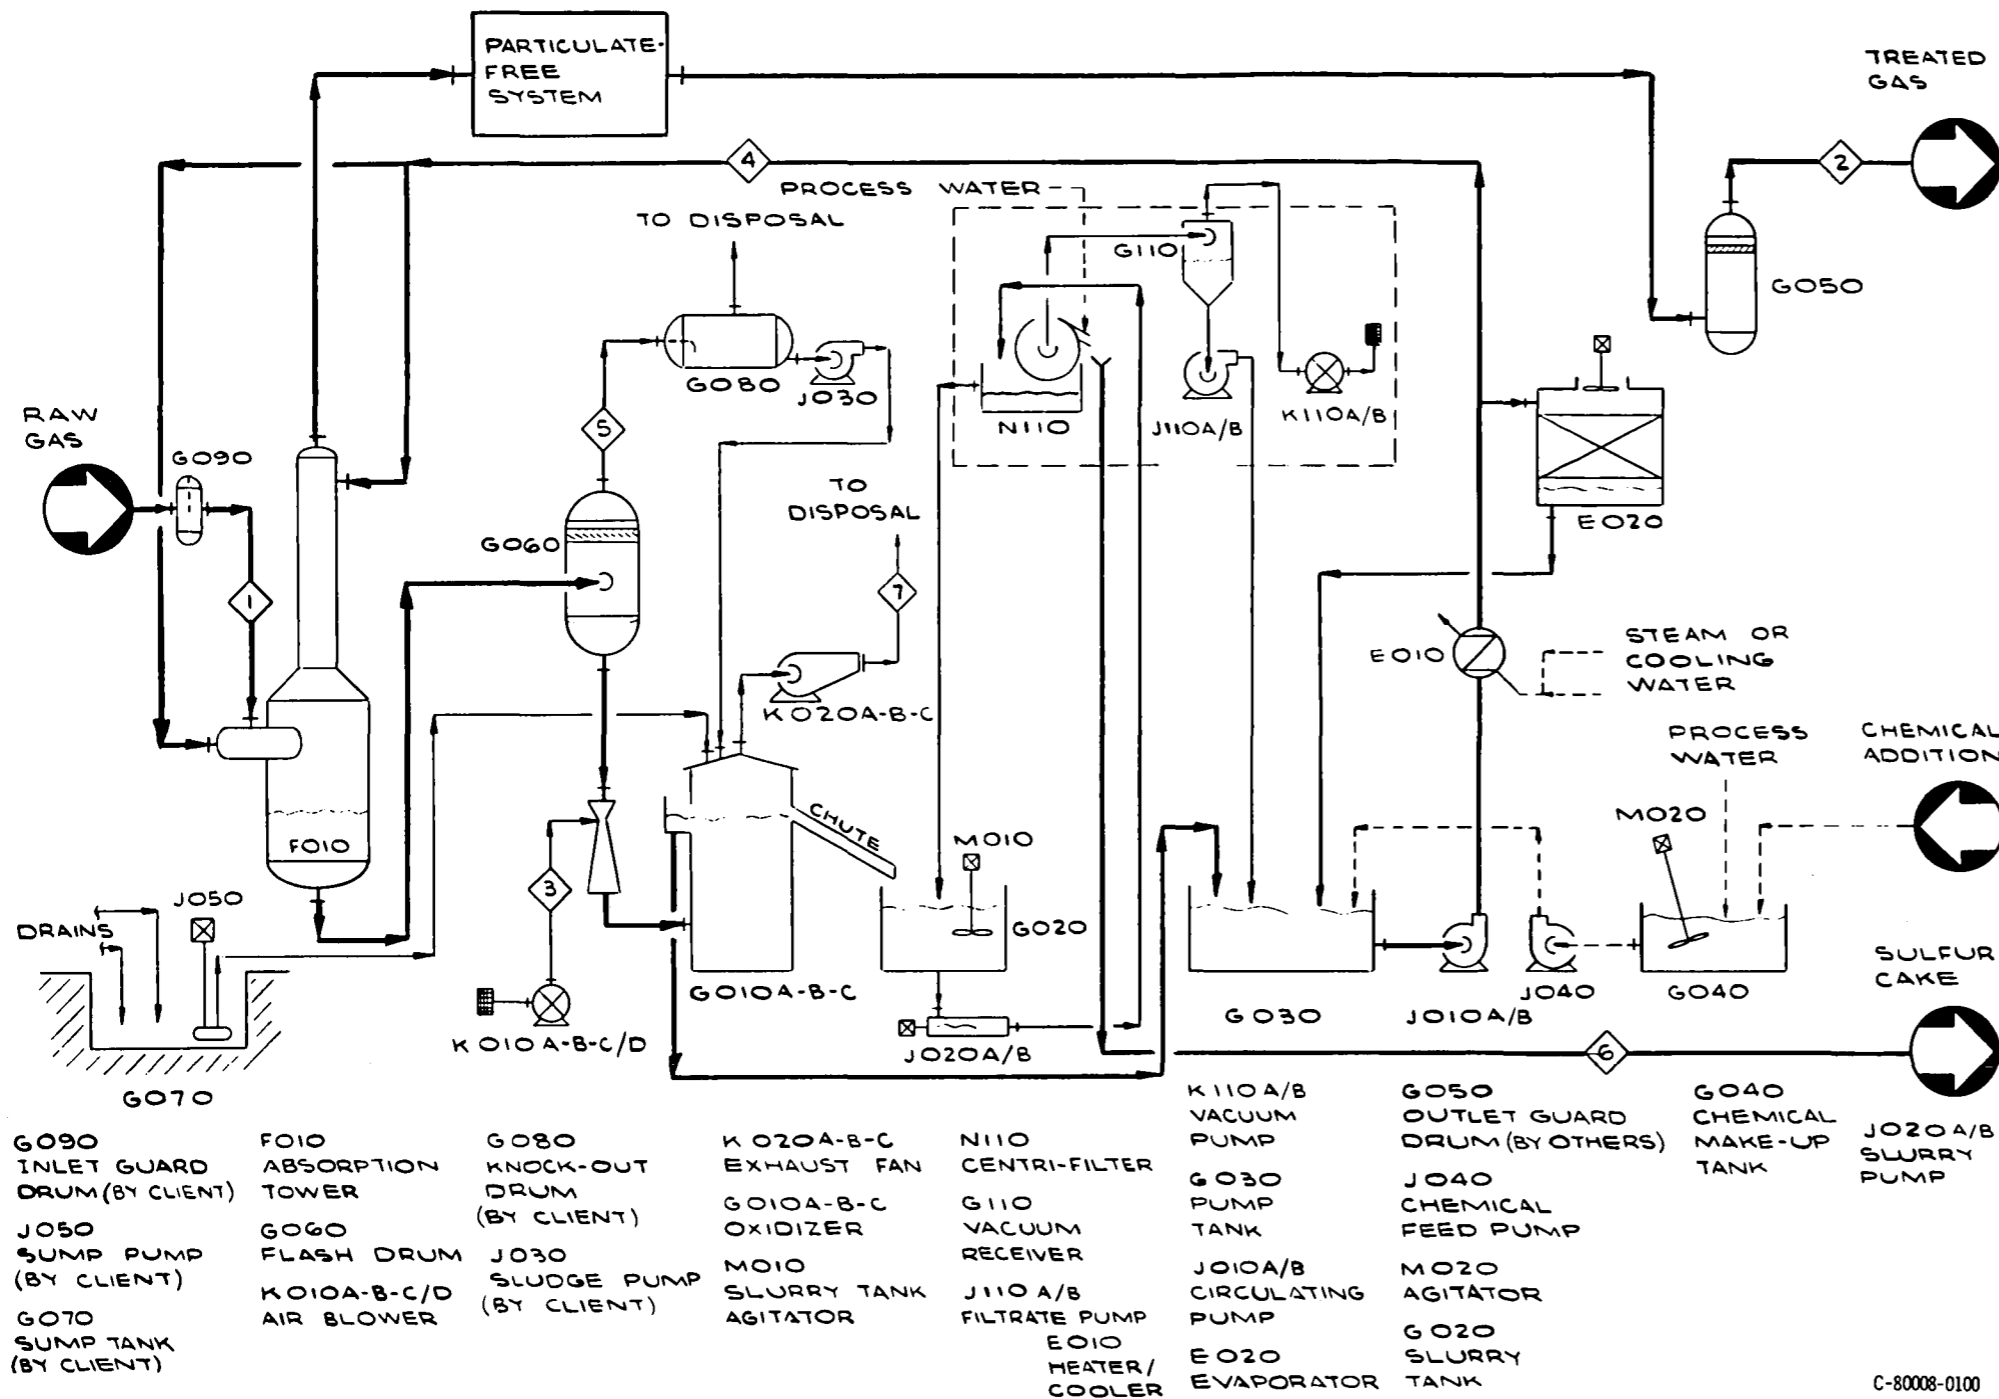 PARTICULATE-
FREE
SYSTEM
TREATED
GAS
4
2
PROCESS WATER
TO DISPOSAL
G110
G050
G080
J030
N110
J110A/B
K110A/B
RAW
GAS
G090
5
TO
DISPOSAL
E020
G060
1
7
STEAM OR
COOLING
WATER
E010
K020A-B-C
PROCESS
WATER
CHEMICAL
ADDITION
CHUTE
M010
M020
F010
3
J050
DRAINS
G020
SULFUR
CAKE
G010A-B-C
G030
J010A/B
J040
G040
K010A-B-C/D
J020A/B
6
G070
G090
INLET GUARD
DRUM (BY CLIENT)
J050
SUMP PUMP
(BY CLIENT)
G070
SUMP TANK
(BY CLIENT)
F010
ABSORPTION
TOWER
G060
FLASH DRUM
K010A-B-C/D
AIR BLOWER
G080
KNOCK-OUT
DRUM
(BY CLIENT)
J030
SLUDGE PUMP
(BY CLIENT)
K020A-B-C
EXHAUST FAN
G010A-B-C
OXIDIZER
M010
SLURRY TANK
AGITATOR
N110
CENTRI-FILTER
G110
VACUUM
RECEIVER
J110 A/B
FILTRATE PUMP
E010
HEATER/
COOLER
K110A/B
VACUUM
PUMP
G030
PUMP
TANK
J010A/B
CIRCULATING
PUMP
E020
EVAPORATOR
G050
OUTLET GUARD
DRUM (BY OTHERS)
J040
CHEMICAL
FEED PUMP
M020
AGITATOR
G020
SLURRY
TANK
G040
CHEMICAL
MAKE-UP
TANK
J020A/B
SLURRY
PUMP
C-80008-0100